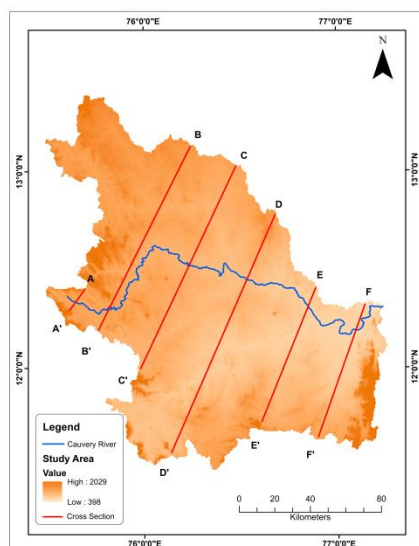 76°0'0"E 77°0'0"E
N
B
C
13°0'0"N 13°0'0"N
D
A E F
A'
B'
12°0'0"N 12°0'0"N
C'
Legend
Cauvery River
Study Area
Value
High : 2029
Low : 398
Cross Section
D' E' F'
0 20 40 80
Kilometers
76°0'0"E 77°0'0"E